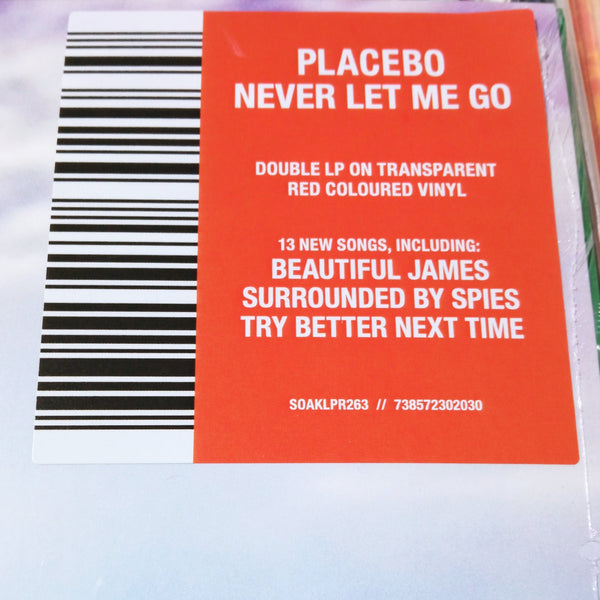 PLACEBO
NEVER LET ME GO
DOUBLE LP ON TRANSPARENT
RED COLOURED VINYL
13 NEW SONGS, INCLUDING:
BEAUTIFUL JAMES
SURROUNDED BY SPIES
TRY BETTER NEXT TIME
SOAKLPR263 // 738572302030